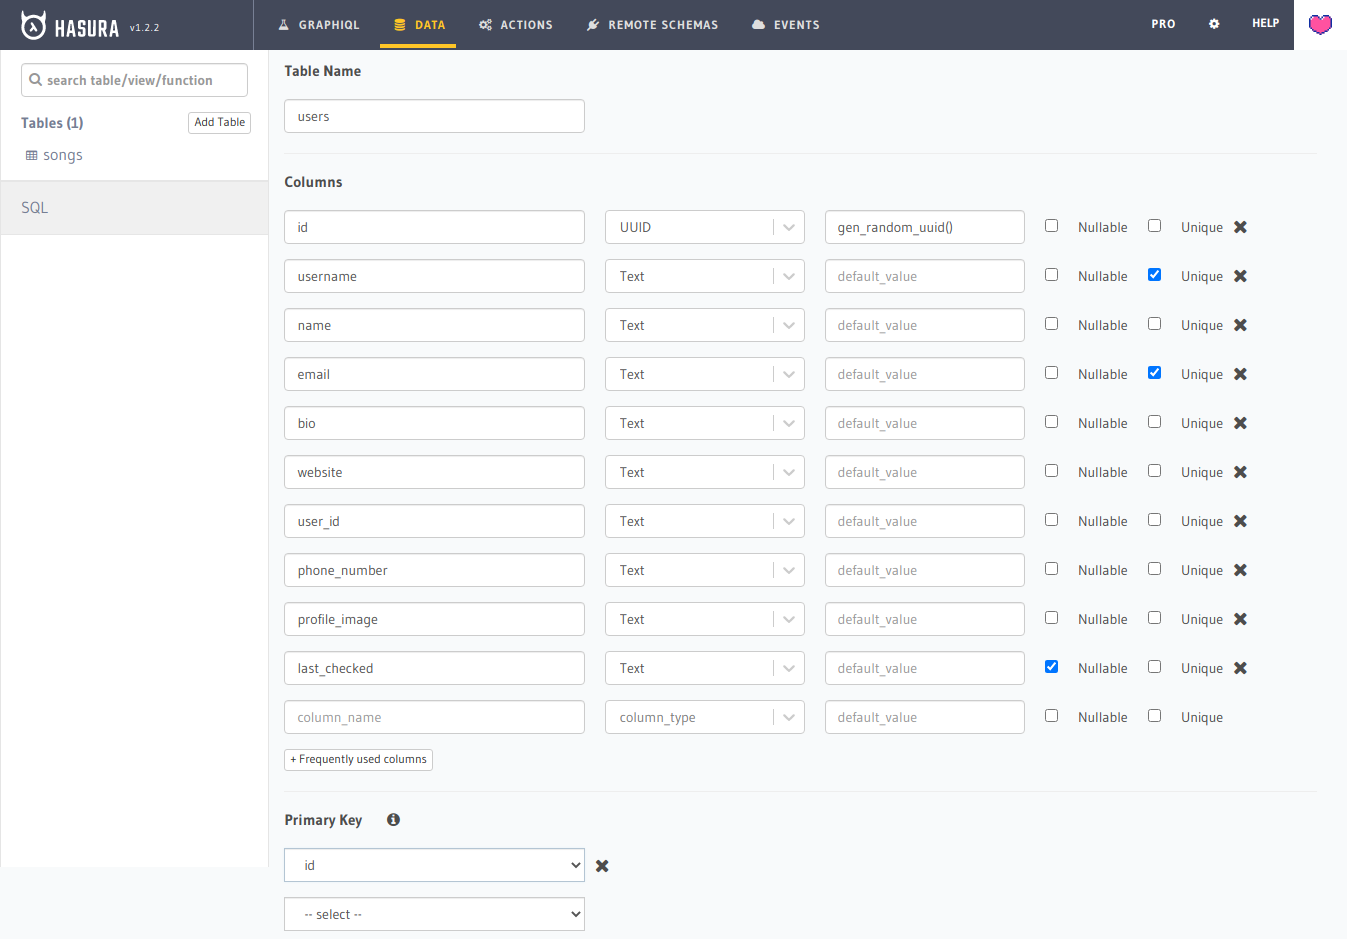 HASURA v1.2.2 GRAPHIQL DATA ACTIONS REMOTE SCHEMAS EVENTS PRO HELP
search table/view/function
Tables (1) Add Table
songs
SQL
Table Name
users
Columns
id UUID gen_random_uuid() Nullable Unique
username Text default_value Nullable Unique
name Text default_value Nullable Unique
email Text default_value Nullable Unique
bio Text default_value Nullable Unique
website Text default_value Nullable Unique
user_id Text default_value Nullable Unique
phone_number Text default_value Nullable Unique
profile_image Text default_value Nullable Unique
last_checked Text default_value Nullable Unique
column_name column_type default_value Nullable Unique
+ Frequently used columns
Primary Key
id
-- select --